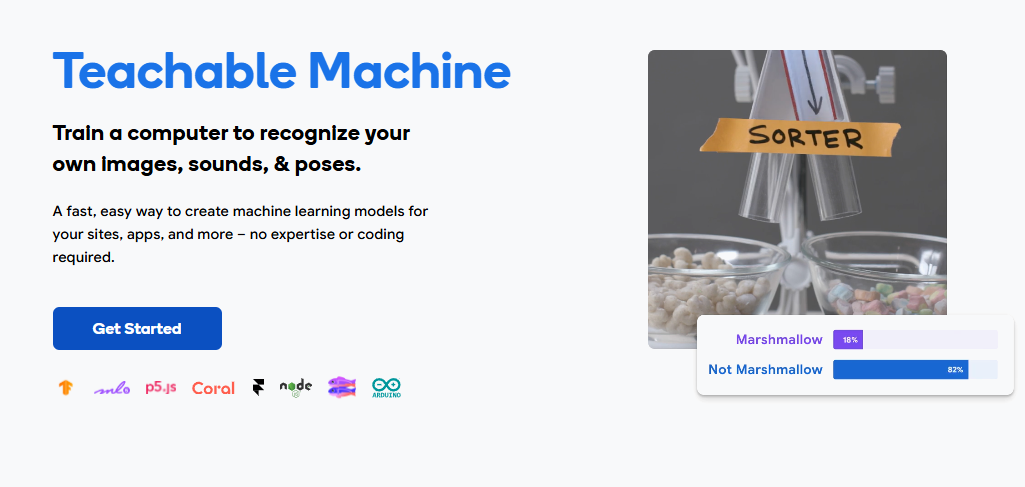 Teachable Machine
Train a computer to recognize your
own images, sounds, & poses.
A fast, easy way to create machine learning models for
your sites, apps, and more – no expertise or coding
required.
Get Started
ml5 p5.js Coral node ARDUINO
SORTER
Marshmallow 18%
Not Marshmallow 82%